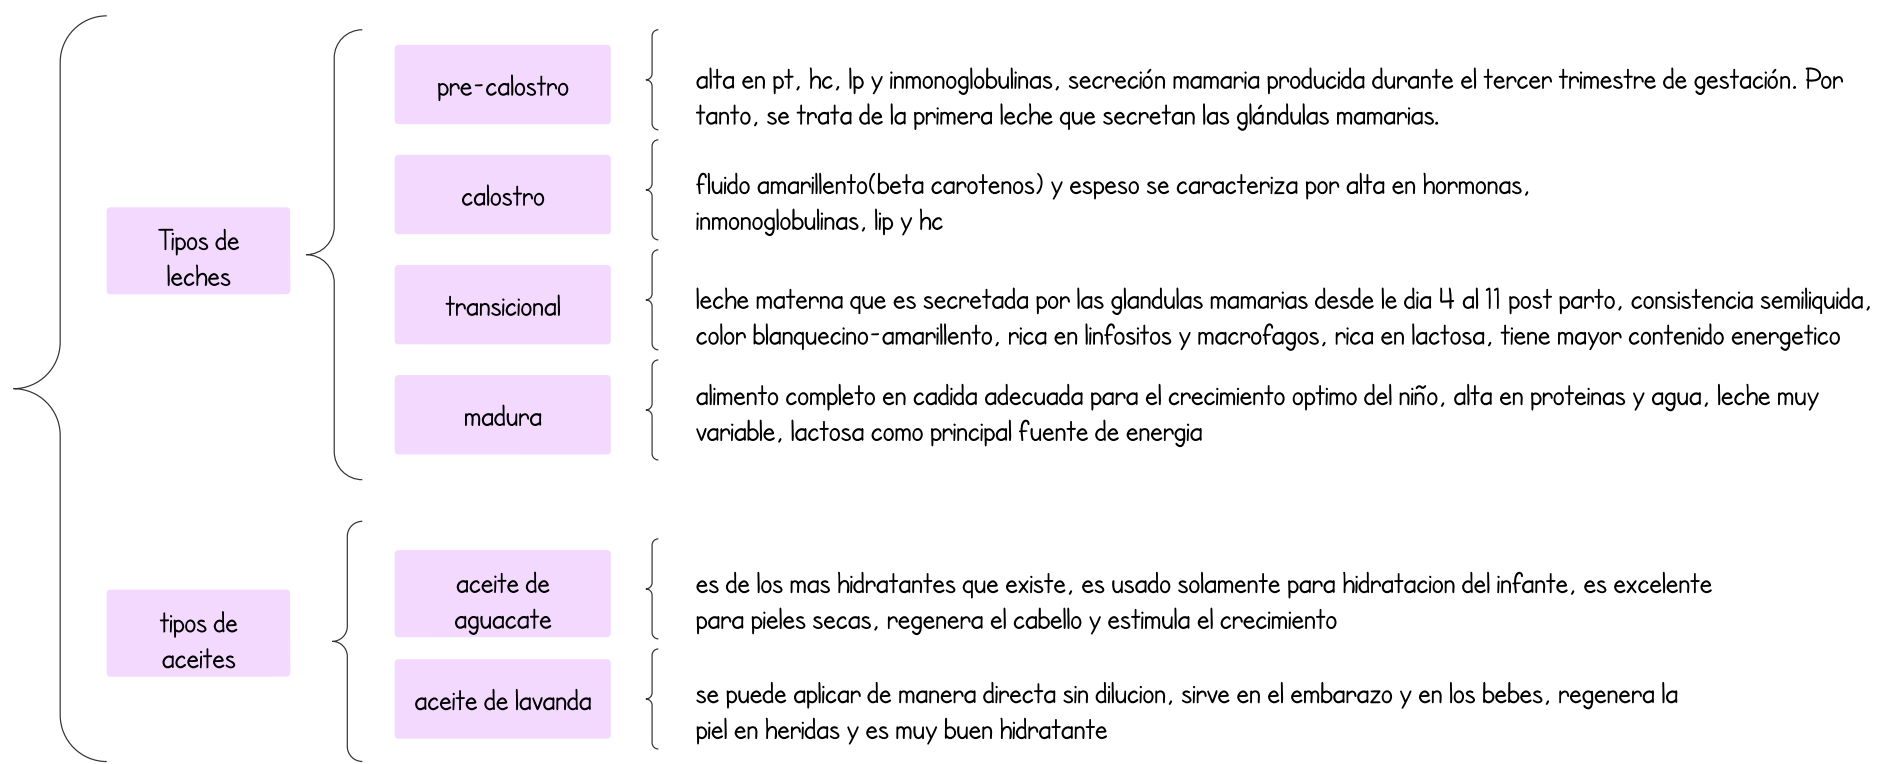 Tipos de
leches
pre-calostro
alta en pt, hc, lp y inmonoglobulinas, secreción mamaria producida durante el tercer trimestre de gestación. Por
tanto, se trata de la primera leche que secretan las glándulas mamarias.
calostro
fluido amarillento(beta carotenos) y espeso se caracteriza por alta en hormonas,
inmonoglobulinas, lip y hc
transicional
leche materna que es secretada por las glandulas mamarias desde le dia 4 al 11 post parto, consistencia semiliquida,
color blanquecino-amarillento, rica en linfositos y macrofagos, rica en lactosa, tiene mayor contenido energetico
madura
alimento completo en cadida adecuada para el crecimiento optimo del niño, alta en proteinas y agua, leche muy
variable, lactosa como principal fuente de energia
tipos de
aceites
aceite de
aguacate
es de los mas hidratantes que existe, es usado solamente para hidratacion del infante, es excelente
para pieles secas, regenera el cabello y estimula el crecimiento
aceite de lavanda
se puede aplicar de manera directa sin dilucion, sirve en el embarazo y en los bebes, regenera la
piel en heridas y es muy buen hidratante